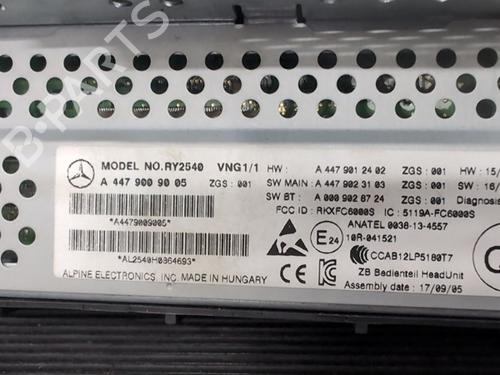 B-PARTS
MODEL NO.RY2540 VNG1/1 HW : A 447 901 24 02 ZGS : 001 HW : 15/
A 447 900 90 05 ZGS : 001 SW MAIN : A 447 902 31 03 ZGS : 001 SW : 16/
SW BT : A 000 902 87 24 ZGS : 001 Diagnosis
*A4479009005* FCC ID : RKXFC6000S IC : 5119A-FC6000S
ANATEL 0038-13-4557
E24 10R-041521
*AL2540H0864693* CCAB12LP5180T7
ALPINE ELECTRONICS, INC. MADE IN HUNGARY ZB Bedienteil HeadUnit
Assembly date : 17/09/05